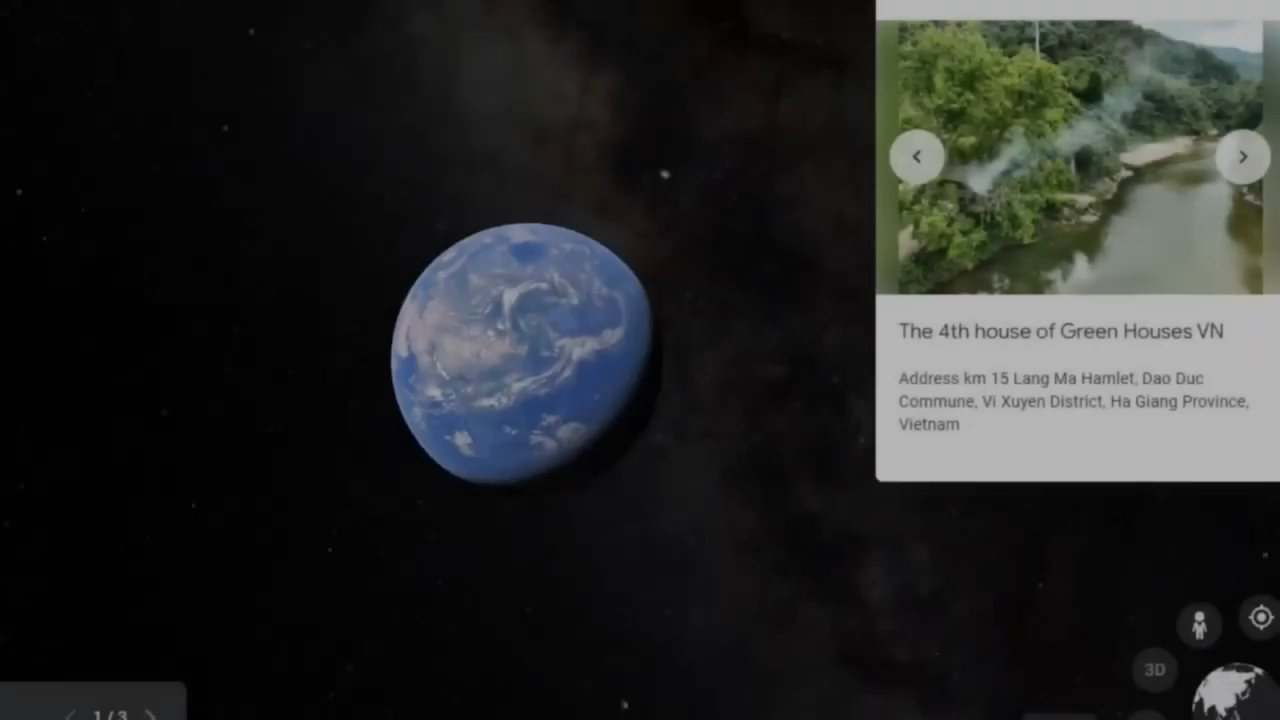 The 4th house of Green Houses VN
Address km 15 Lang Ma Hamlet, Dao Duc
Commune, Vi Xuyen District, Ha Giang Province,
Vietnam
3D
1 / 3